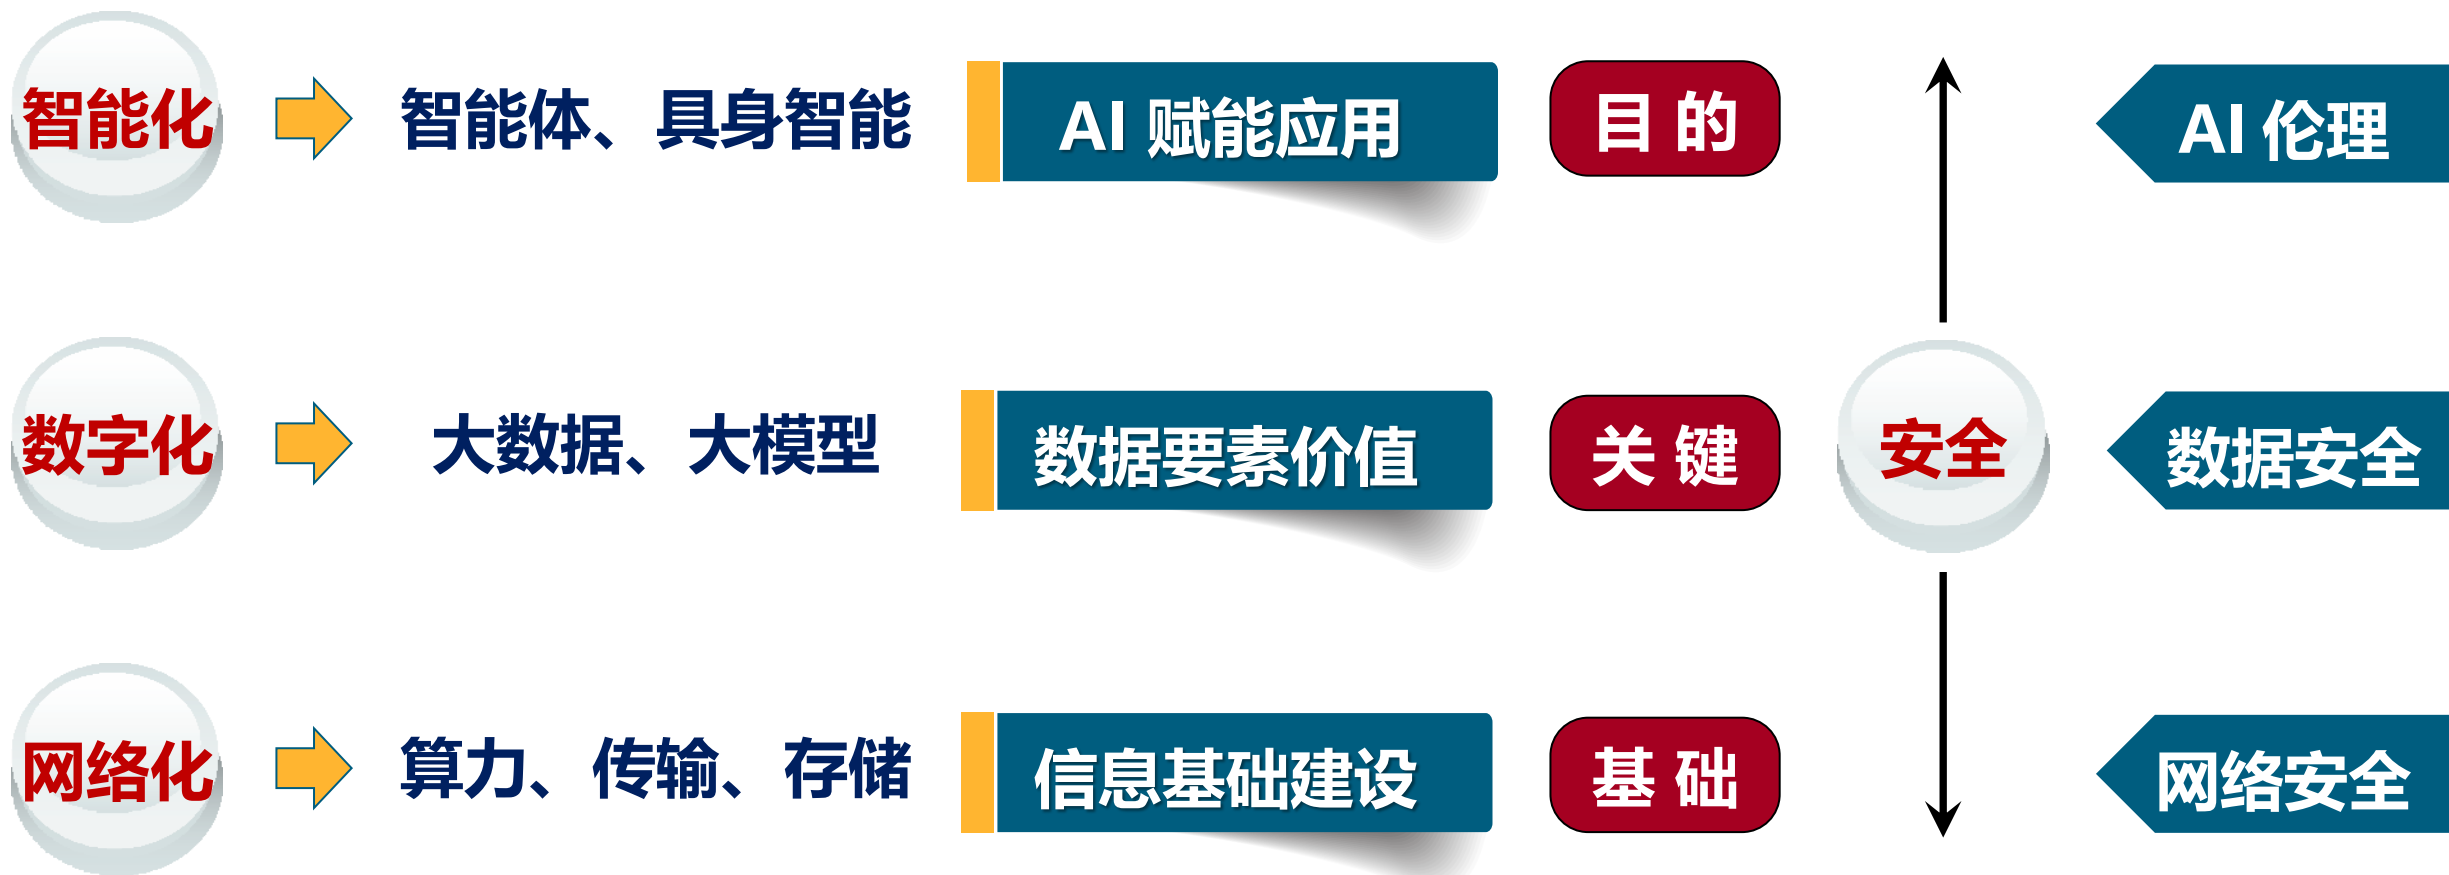 智能化
智能体、具身智能
AI 赋能应用
目 的
AI 伦理
数字化
大数据、大模型
数据要素价值
关 键
安全
数据安全
网络化
算力、传输、存储
信息基础建设
基 础
网络安全